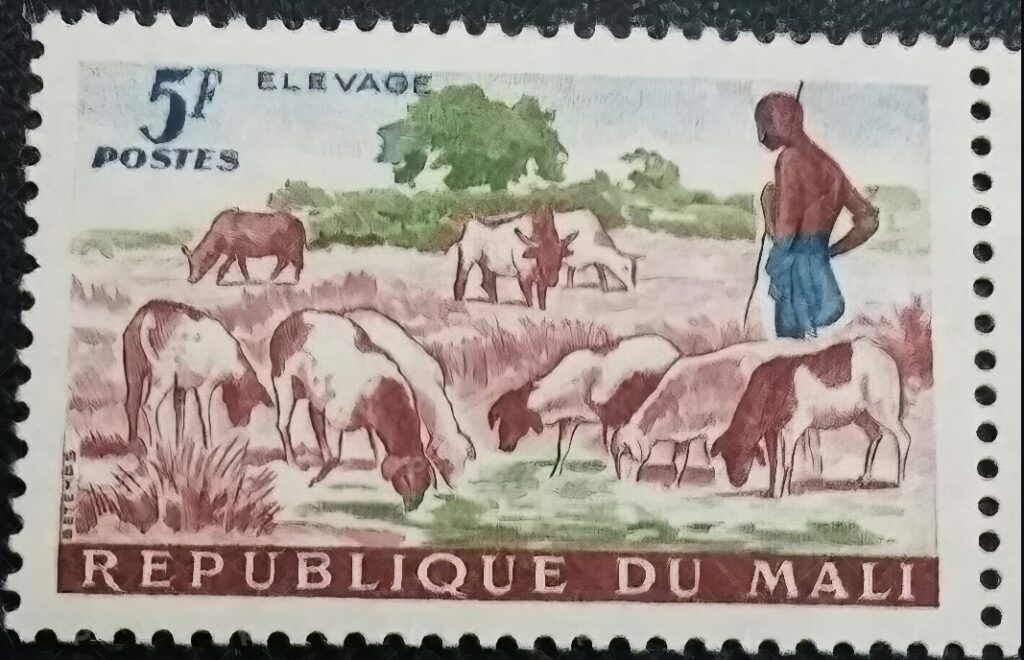 5F
ELEVAGE
POSTES
REPUBLIQUE DU MALI